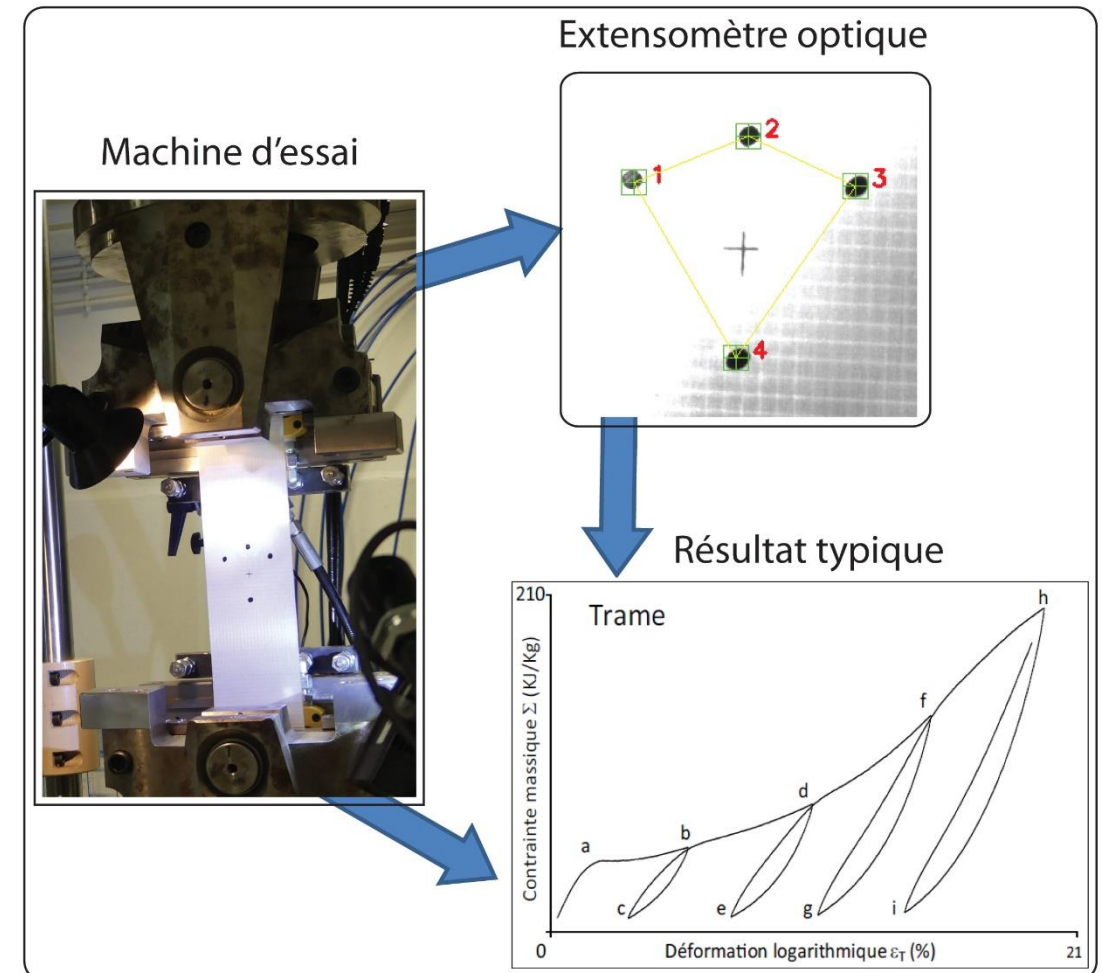 Extensomètre optique
Machine d'essai
1
2
3
4
Résultat typique
210
Trame
Contrainte massique Σ (KJ/Kg)
a
b
c
d
e
f
g
h
i
0
Déformation logarithmique ε_T (%)
21